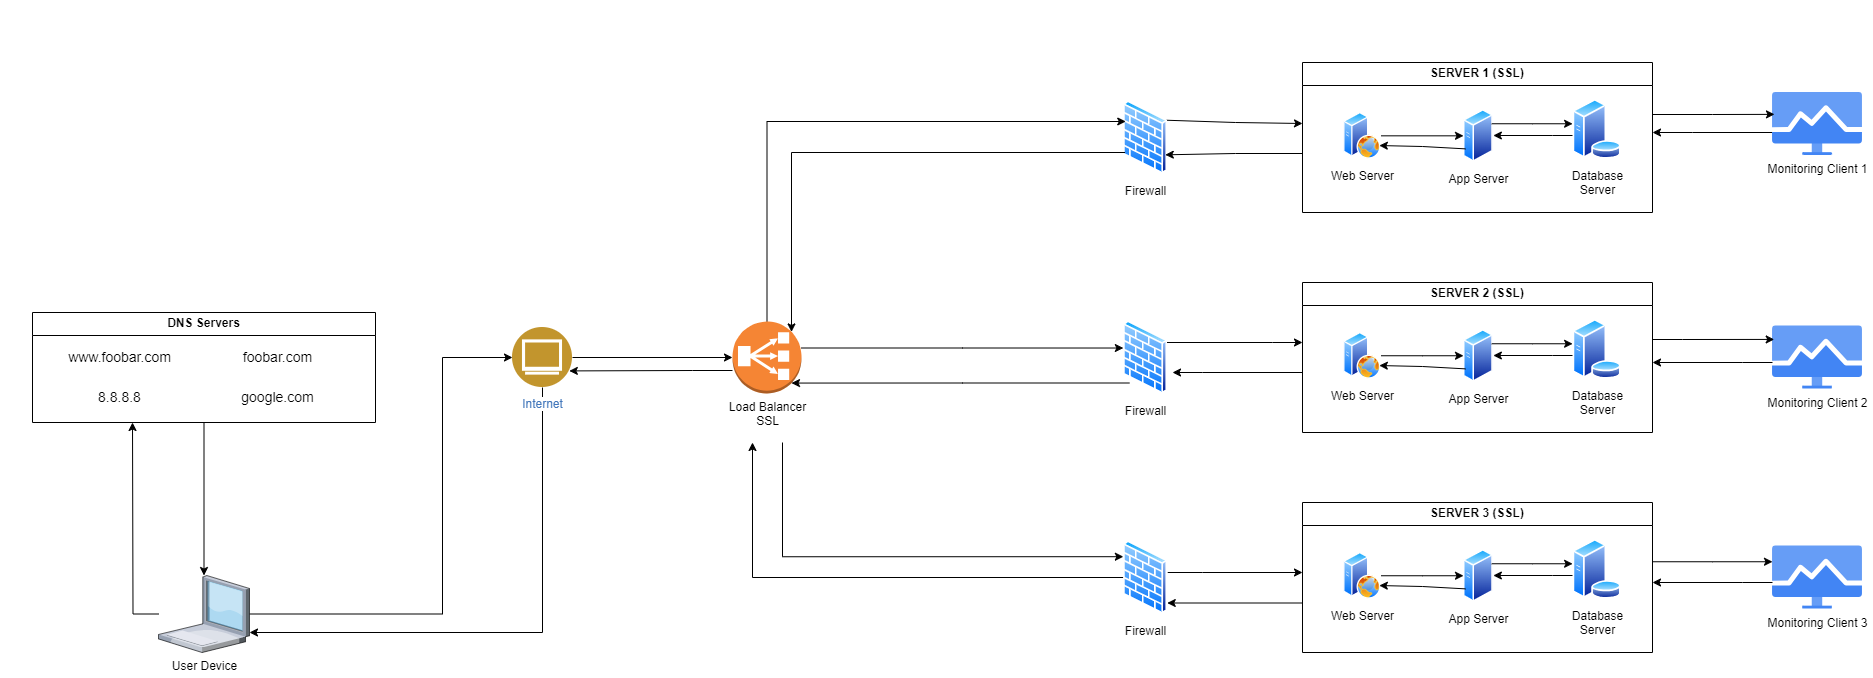 SERVER 1 (SSL)
Web Server
App Server
Database
Server
Monitoring Client 1
Firewall
SERVER 2 (SSL)
Web Server
App Server
Database
Server
Monitoring Client 2
Firewall
DNS Servers
www.foobar.com foobar.com
8.8.8.8 google.com
Internet
Load Balancer
SSL
SERVER 3 (SSL)
Web Server
App Server
Database
Server
Monitoring Client 3
Firewall
User Device